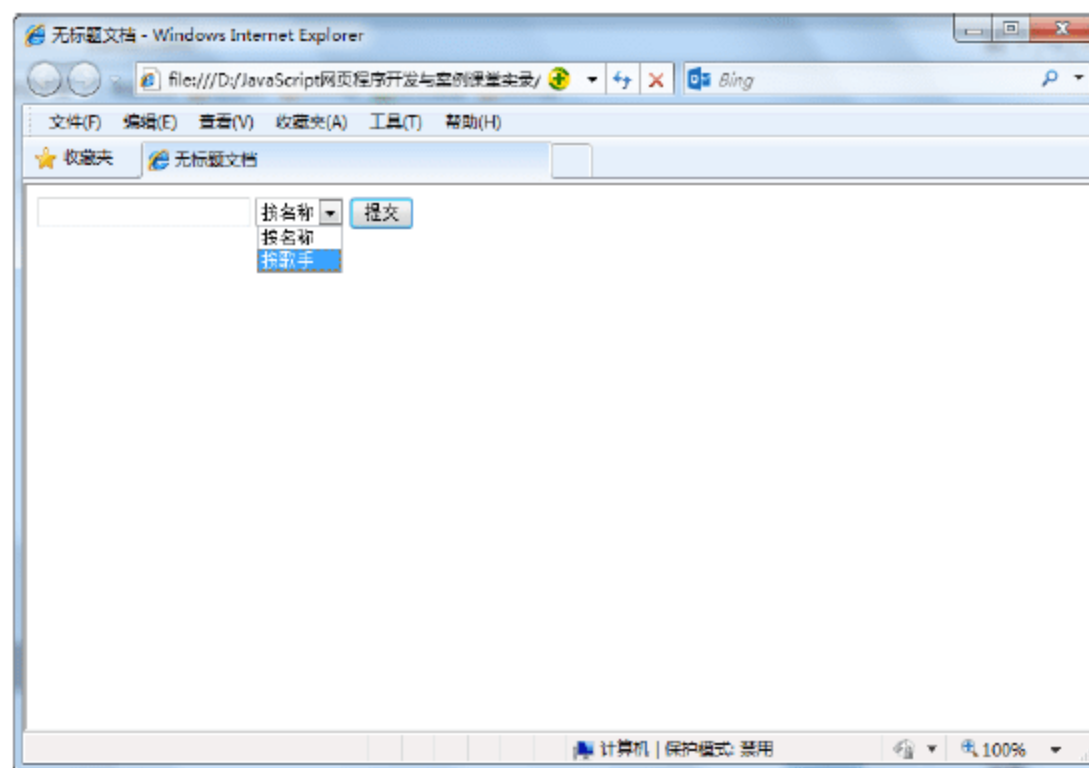 无标题文档 - Windows Internet Explorer
file:///D:/JavaScript网页程序开发与案例课堂实录/ Bing
文件(F) 编辑(E) 查看(V) 收藏夹(A) 工具(T) 帮助(H)
收藏夹 无标题文档
按名称 提交
按名称
按歌手
计算机 | 保护模式: 禁用 100%